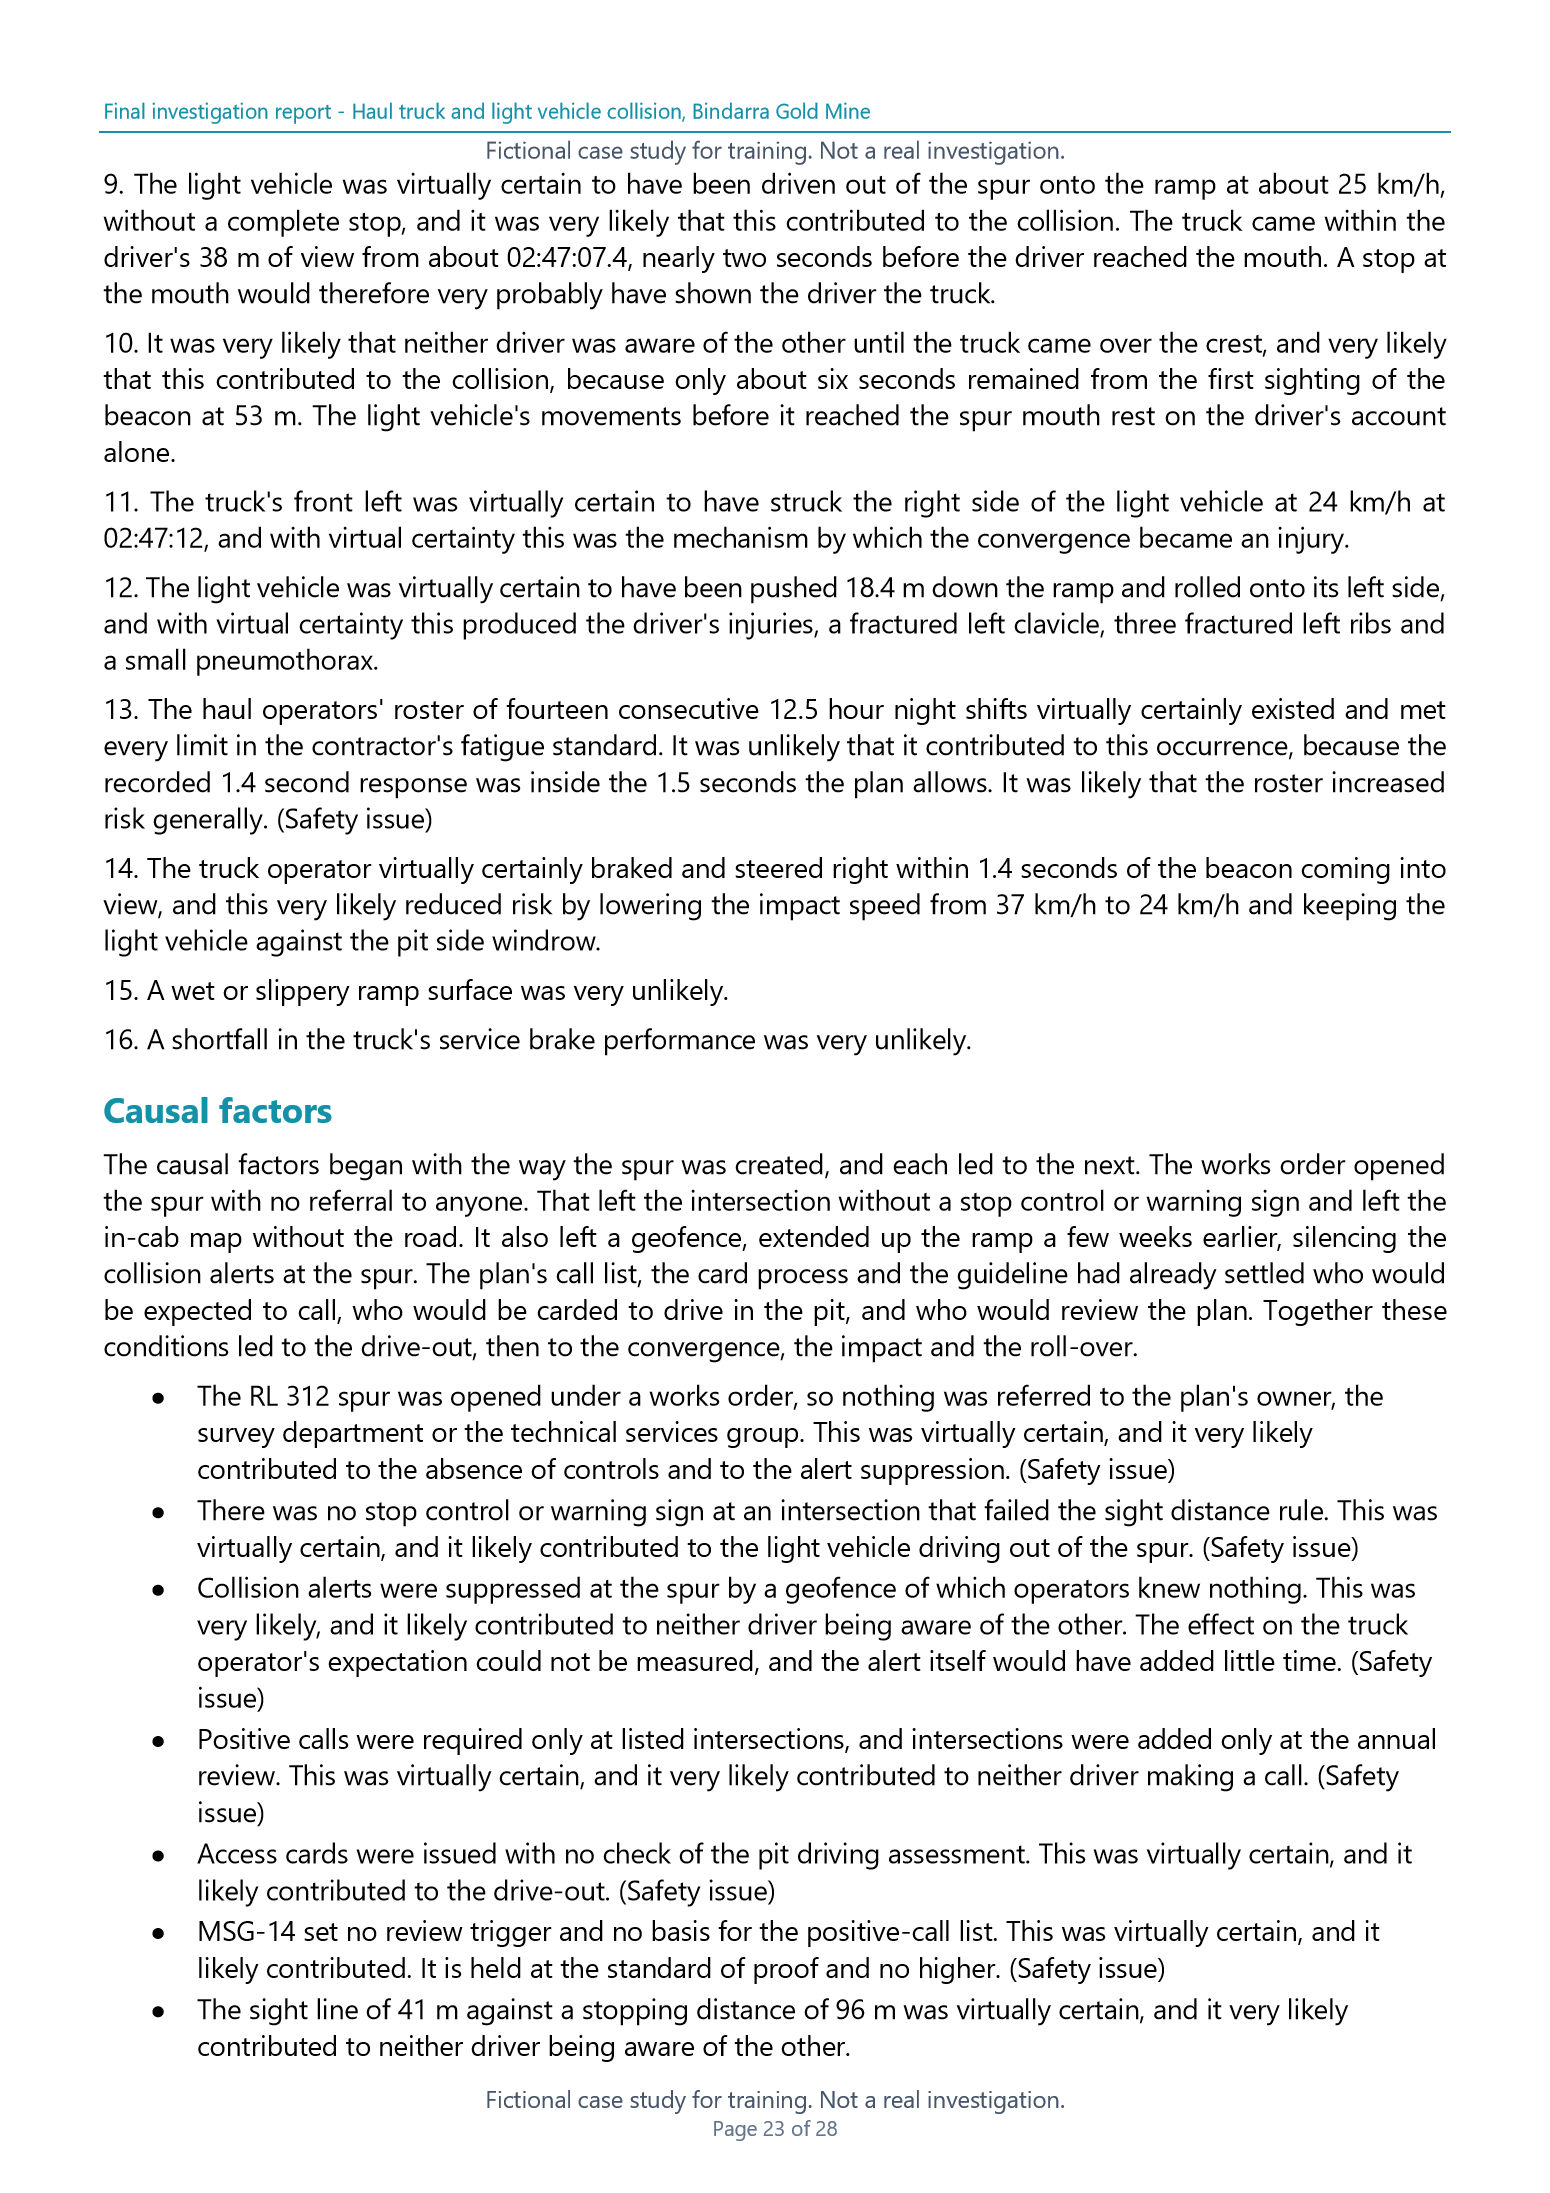 Final investigation report - Haul truck and light vehicle collision, Bindarra Gold Mine
Fictional case study for training. Not a real investigation.
9. The light vehicle was virtually certain to have been driven out of the spur onto the ramp at about 25 km/h,
without a complete stop, and it was very likely that this contributed to the collision. The truck came within the
driver's 38 m of view from about 02:47:07.4, nearly two seconds before the driver reached the mouth. A stop at
the mouth would therefore very probably have shown the driver the truck.
10. It was very likely that neither driver was aware of the other until the truck came over the crest, and very likely
that this contributed to the collision, because only about six seconds remained from the first sighting of the
beacon at 53 m. The light vehicle's movements before it reached the spur mouth rest on the driver's account
alone.
11. The truck's front left was virtually certain to have struck the right side of the light vehicle at 24 km/h at
02:47:12, and with virtual certainty this was the mechanism by which the convergence became an injury.
12. The light vehicle was virtually certain to have been pushed 18.4 m down the ramp and rolled onto its left side,
and with virtual certainty this produced the driver's injuries, a fractured left clavicle, three fractured left ribs and
a small pneumothorax.
13. The haul operators' roster of fourteen consecutive 12.5 hour night shifts virtually certainly existed and met
every limit in the contractor's fatigue standard. It was unlikely that it contributed to this occurrence, because the
recorded 1.4 second response was inside the 1.5 seconds the plan allows. It was likely that the roster increased
risk generally. (Safety issue)
14. The truck operator virtually certainly braked and steered right within 1.4 seconds of the beacon coming into
view, and this very likely reduced risk by lowering the impact speed from 37 km/h to 24 km/h and keeping the
light vehicle against the pit side windrow.
15. A wet or slippery ramp surface was very unlikely.
16. A shortfall in the truck's service brake performance was very unlikely.
Causal factors
The causal factors began with the way the spur was created, and each led to the next. The works order opened
the spur with no referral to anyone. That left the intersection without a stop control or warning sign and left the
in-cab map without the road. It also left a geofence, extended up the ramp a few weeks earlier, silencing the
collision alerts at the spur. The plan's call list, the card process and the guideline had already settled who would
be expected to call, who would be carded to drive in the pit, and who would review the plan. Together these
conditions led to the drive-out, then to the convergence, the impact and the roll-over.
● The RL 312 spur was opened under a works order, so nothing was referred to the plan's owner, the
survey department or the technical services group. This was virtually certain, and it very likely
contributed to the absence of controls and to the alert suppression. (Safety issue)
● There was no stop control or warning sign at an intersection that failed the sight distance rule. This was
virtually certain, and it likely contributed to the light vehicle driving out of the spur. (Safety issue)
● Collision alerts were suppressed at the spur by a geofence of which operators knew nothing. This was
very likely, and it likely contributed to neither driver being aware of the other. The effect on the truck
operator's expectation could not be measured, and the alert itself would have added little time. (Safety
issue)
● Positive calls were required only at listed intersections, and intersections were added only at the annual
review. This was virtually certain, and it very likely contributed to neither driver making a call. (Safety
issue)
● Access cards were issued with no check of the pit driving assessment. This was virtually certain, and it
likely contributed to the drive-out. (Safety issue)
● MSG-14 set no review trigger and no basis for the positive-call list. This was virtually certain, and it
likely contributed. It is held at the standard of proof and no higher. (Safety issue)
● The sight line of 41 m against a stopping distance of 96 m was virtually certain, and it very likely
contributed to neither driver being aware of the other.
Fictional case study for training. Not a real investigation.
Page 23 of 28